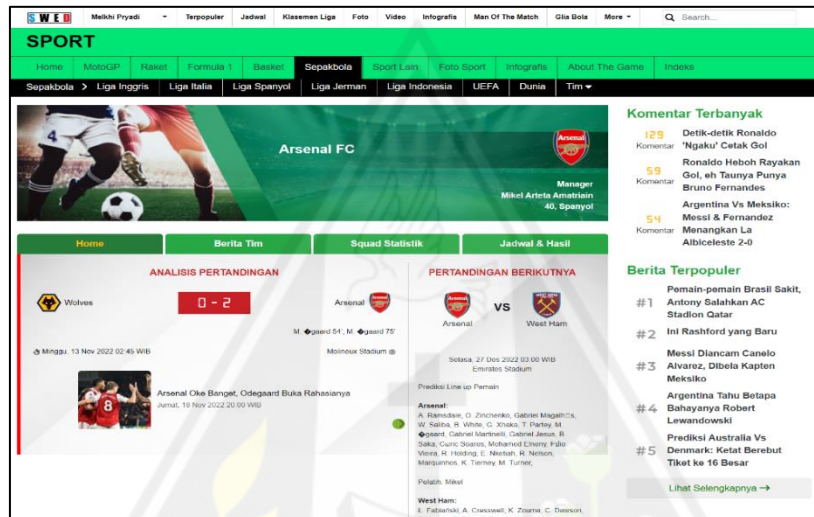 SWED Melkhi Pryadi Terpopuler Jadwal Klasemen Liga Foto Video Infografis Man Of The Match Gila Bola More Search...
SPORT
Home MotoGP Raket Formula 1 Basket Sepakbola Sport Lain Foto Sport Infografis About The Game Indeks
Sepakbola > Liga Inggris Liga Italia Liga Spanyol Liga Jerman Liga Indonesia UEFA Dunia Tim
Arsenal FC
Arsenal
Manager
Mikel Arteta
Amatriain
40, Spanyol
Home Berita Tim Squad Statistik Jadwal & Hasil
ANALISIS PERTANDINGAN
Wolves 0 - 2 Arsenal
M. �gaard 54', M. �gaard 75'
Minggu, 13 Nov 2022 02:45 WIB Molineux Stadium
Arsenal Oke Banget, Odegaard Buka Rahasianya
Jumat, 18 Nov 2022 20:00 WIB
PERTANDINGAN BERIKUTNYA
VS
Arsenal West Ham
Selasa, 27 Des 2022 03:00 WIB
Emirates Stadium
Prediksi Line up Pemain
Arsenal:
A. Ramsdale, O. Zinchenko, Gabriel
W. Saliba, B. White, G. Xhaka, T. Partey, M.
�gaard, Gabriel Martinelli, Gabriel Jesus, B.
Saka, Soares, Mohamed Elneny,
Vieira, R. Holding, E. Nketiah, R. Nelson,
Marquinhos, K. Tierney, M. Turner,
Pelatih, Mikel
West Ham:
Ł. Fabiański, A. Cresswell, K. Zouma, C. Dawson,
Komentar Terbanyak
129 Komentar
Detik-detik Ronaldo
'Ngaku' Cetak Gol
59 Komentar
Ronaldo Heboh Rayakan
Gol, eh Taunya Punya
Bruno Fernandes
54 Komentar
Argentina Vs Meksiko:
Messi & Fernandez
Menangkan La
Albiceleste 2-0
Berita Terpopuler
#1 Pemain-pemain Brasil Sakit,
Antony Salahkan AC
Stadion Qatar
#2 Ini Rashford yang Baru
#3 Messi Diancam Canelo
Alvarez, Dibela Kapten
Meksiko
#4 Argentina Tahu Betapa
Bahayanya Robert
Lewandowski
#5 Prediksi Australia Vs
Denmark: Ketat Berebut
Tiket ke 16 Besar
Lihat Selengkapnya →